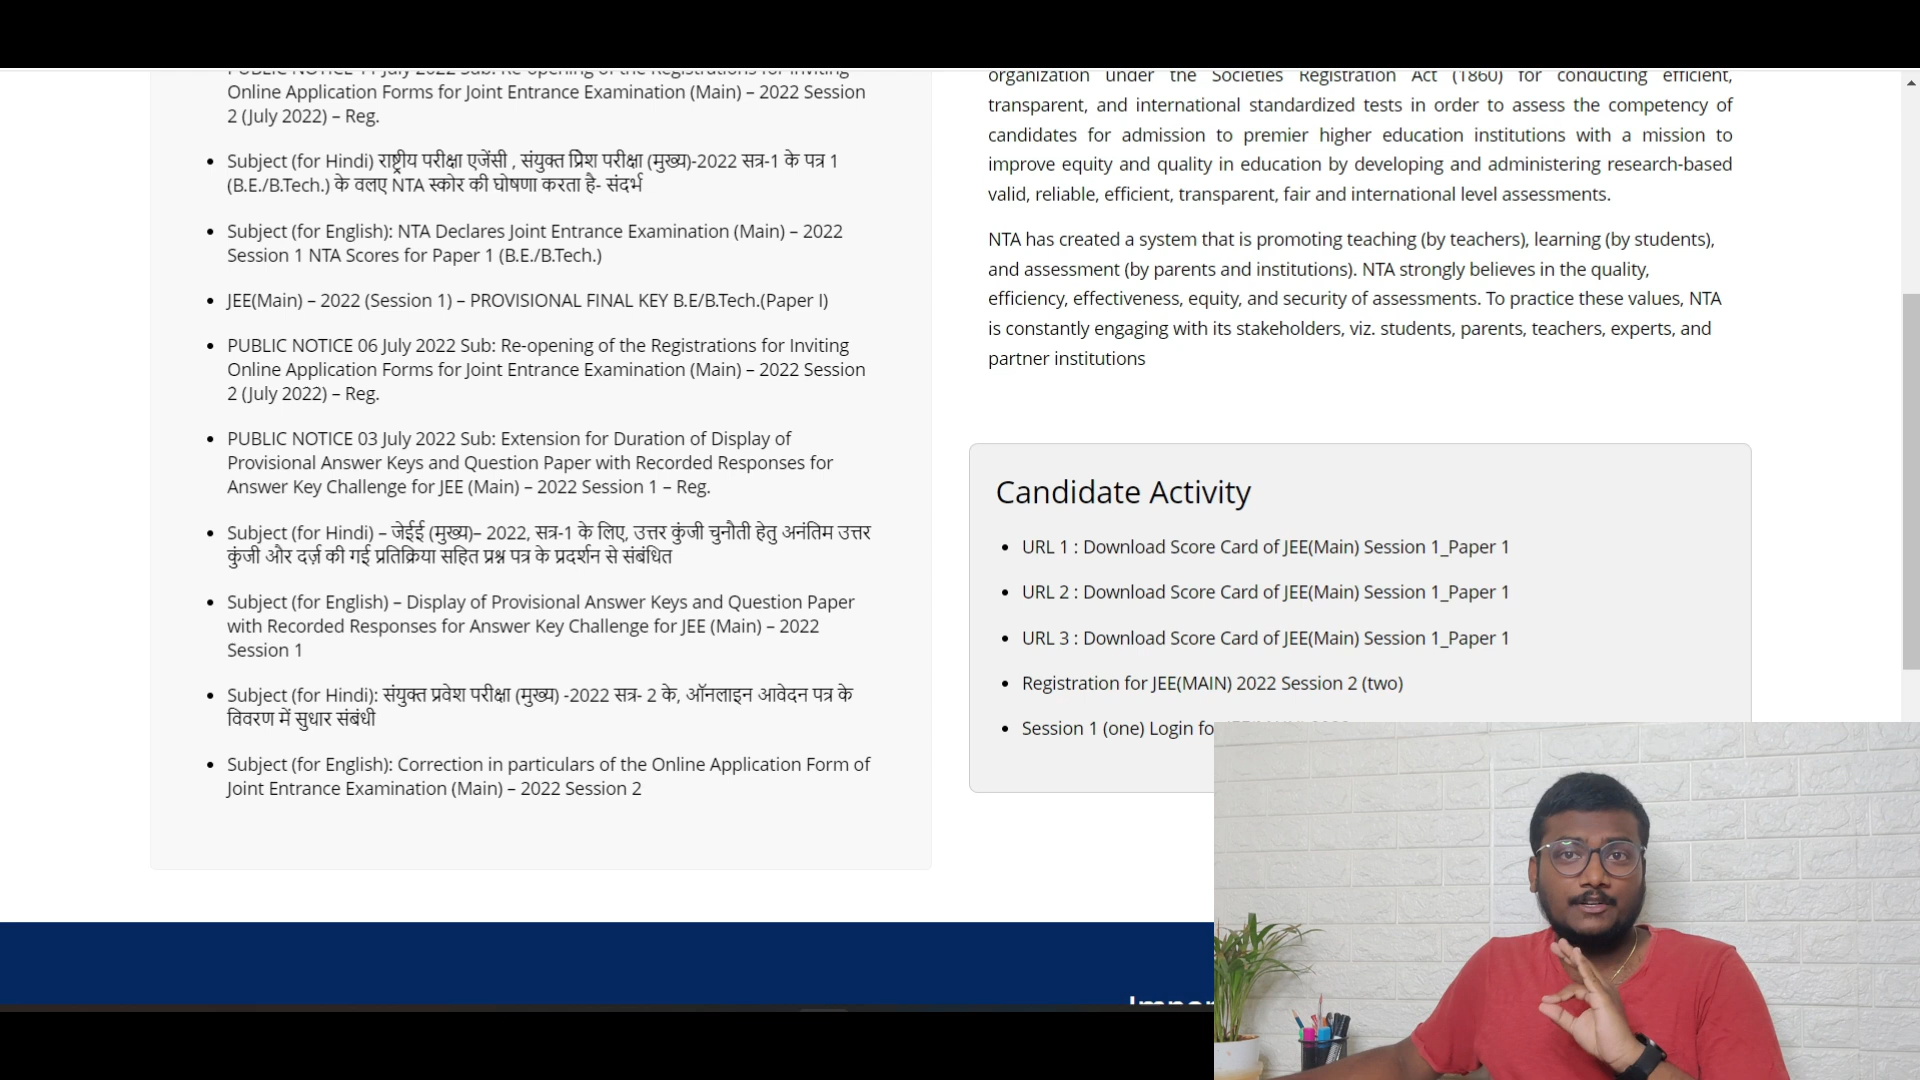 PUBLIC NOTICE 11 July 2022 Sub: Re-opening of the Registrations for Inviting
Online Application Forms for Joint Entrance Examination (Main) – 2022 Session
2 (July 2022) – Reg.
Subject (for Hindi) राष्ट्रीय परीक्षा एजेंसी , संयुक्त प्रिेश परीक्षा (मुख्य)-2022 सत्र-1 के पत्र 1
(B.E./B.Tech.) के वलए NTA स्कोर की घोषणा करता है- संदर्भ
Subject (for English): NTA Declares Joint Entrance Examination (Main) – 2022
Session 1 NTA Scores for Paper 1 (B.E./B.Tech.)
JEE(Main) – 2022 (Session 1) – PROVISIONAL FINAL KEY B.E/B.Tech.(Paper I)
PUBLIC NOTICE 06 July 2022 Sub: Re-opening of the Registrations for Inviting
Online Application Forms for Joint Entrance Examination (Main) – 2022 Session
2 (July 2022) – Reg.
PUBLIC NOTICE 03 July 2022 Sub: Extension for Duration of Display of
Provisional Answer Keys and Question Paper with Recorded Responses for
Answer Key Challenge for JEE (Main) – 2022 Session 1 – Reg.
Subject (for Hindi) – जेईई (मुख्य)– 2022, सत्र-1 के लिए, उत्तर कुंजी चुनौती हेतु अनंतिम उत्तर
कुंजी और दर्ज़ की गई प्रतिक्रिया सहित प्रश्न पत्र के प्रदर्शन से संबंधित
Subject (for English) – Display of Provisional Answer Keys and Question Paper
with Recorded Responses for Answer Key Challenge for JEE (Main) – 2022
Session 1
Subject (for Hindi): संयुक्त प्रवेश परीक्षा (मुख्य) -2022 सत्र- 2 के, ऑनलाइन आवेदन पत्र के
विवरण में सुधार संबंधी
Subject (for English): Correction in particulars of the Online Application Form of
Joint Entrance Examination (Main) – 2022 Session 2
organization under the Societies Registration Act (1860) for conducting efficient,
transparent, and international standardized tests in order to assess the competency of
candidates for admission to premier higher education institutions with a mission to
improve equity and quality in education by developing and administering research-based
valid, reliable, efficient, transparent, fair and international level assessments.
NTA has created a system that is promoting teaching (by teachers), learning (by students),
and assessment (by parents and institutions). NTA strongly believes in the quality,
efficiency, effectiveness, equity, and security of assessments. To practice these values, NTA
is constantly engaging with its stakeholders, viz. students, parents, teachers, experts, and
partner institutions
Candidate Activity
URL 1 : Download Score Card of JEE(Main) Session 1_Paper 1
URL 2 : Download Score Card of JEE(Main) Session 1_Paper 1
URL 3 : Download Score Card of JEE(Main) Session 1_Paper 1
Registration for JEE(MAIN) 2022 Session 2 (two)
Session 1 (one) Login fo